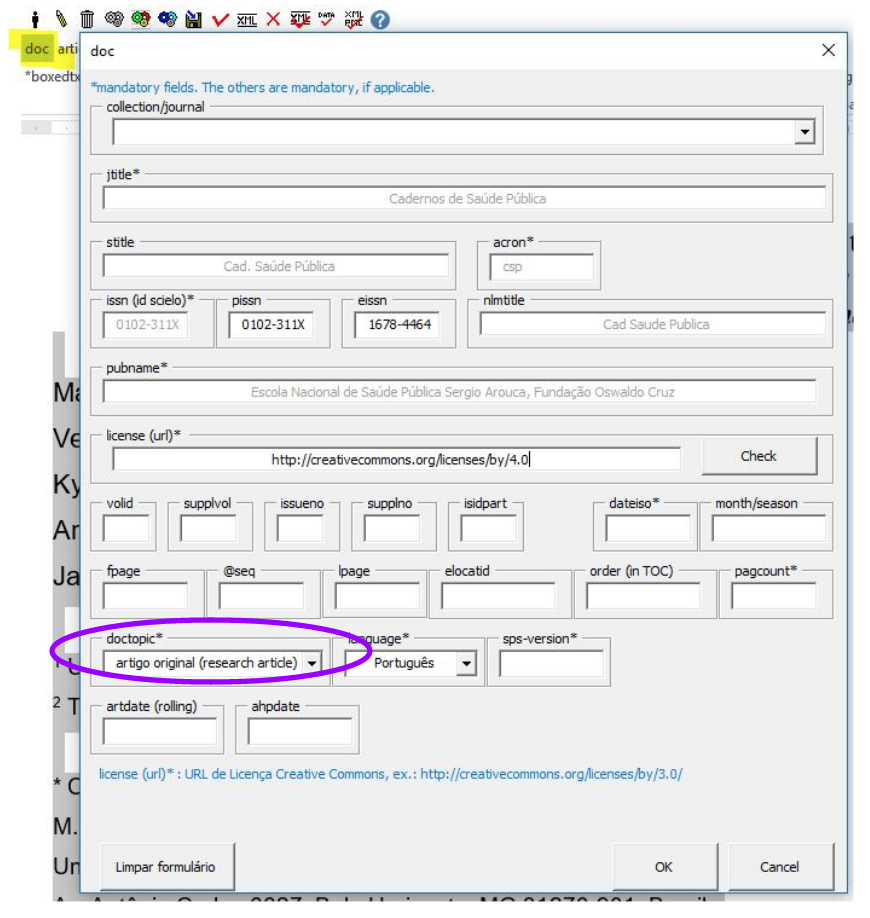 XML DATA XML
doc arti
doc
*boxedtx
*mandatory fields. The others are mandatory, if applicable.
collection/journal
jtitle*
Cadernos de Saúde Pública
stitle acron*
Cad. Saúde Pública csp
issn (id scielo)* pissn eissn nlmtitle
0102-311X 0102-311X 1678-4464 Cad Saude Publica
pubname*
Escola Nacional de Saúde Pública Sergio Arouca, Fundação Oswaldo Cruz
license (url)*
http://creativecommons.org/licenses/by/4.0 Check
volid supplvol issueno supplno isidpart dateiso* month/season
fpage @seq lpage elocatid order (in TOC) pagcount*
doctopic* language* sps-version*
artigo original (research article) Português
artdate (rolling) ahpdate
license (url)* : URL de Licença Creative Commons, ex.: http://creativecommons.org/licenses/by/3.0/
Limpar formulário OK Cancel
Ma
Ve
Ky
Ar
Ja
2 T
* C
M.
Un